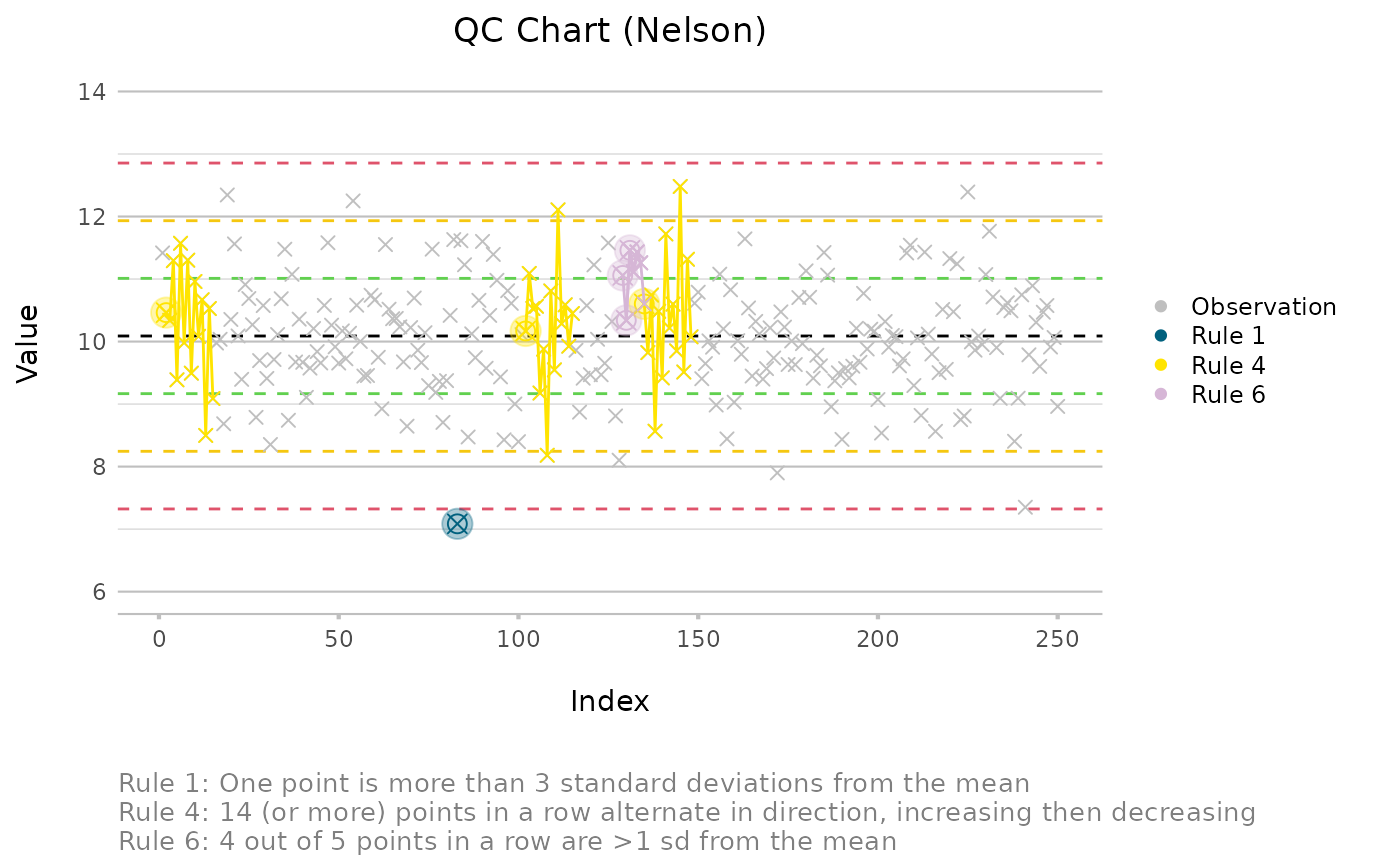 QC Chart (Nelson)
14
12
10
8
6
Value
0 50 100 150 200 250
Index
Observation
Rule 1
Rule 4
Rule 6
Rule 1: One point is more than 3 standard deviations from the mean
Rule 4: 14 (or more) points in a row alternate in direction, increasing then decreasing
Rule 6: 4 out of 5 points in a row are >1 sd from the mean